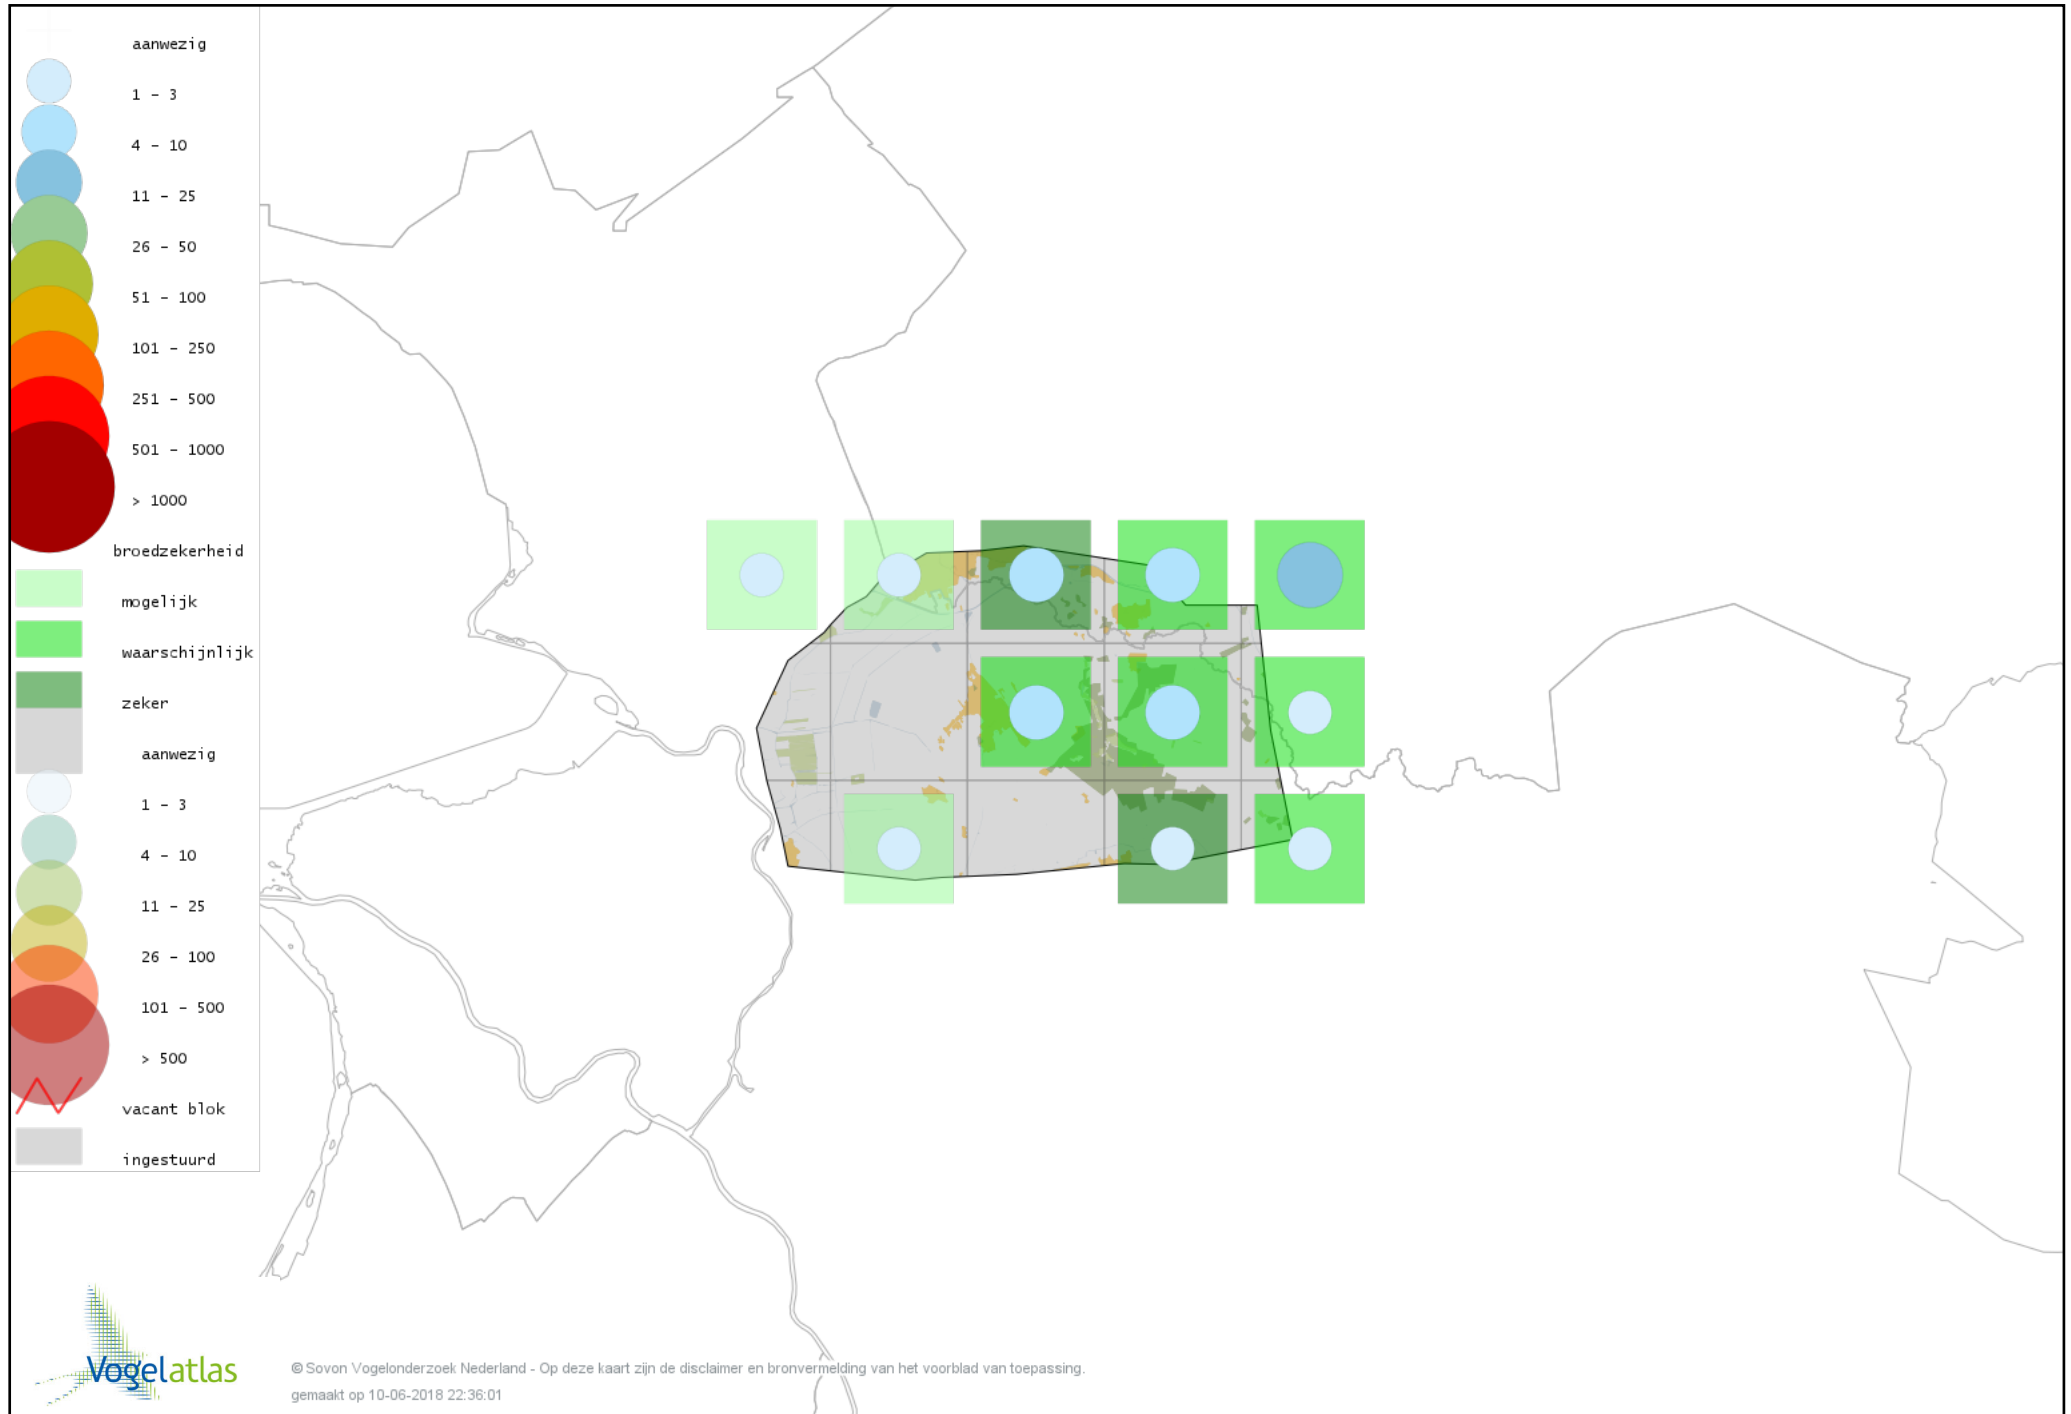 aanwezig
1 - 3
4 - 10
11 - 25
26 - 50
51 - 100
101 - 250
251 - 500
501 - 1000
> 1000
broedzekerheid
mogelijk
waarschijnlijk
zeker
aanwezig
1 - 3
4 - 10
11 - 25
26 - 100
101 - 500
> 500
vacant blok
ingestuurd
Vogelatlas
© Sovon Vogelonderzoek Nederland - Op deze kaart zijn de disclaimer en bronvermelding van het voorblad van toepassing.
gemaakt op 10-06-2018 22:36:01